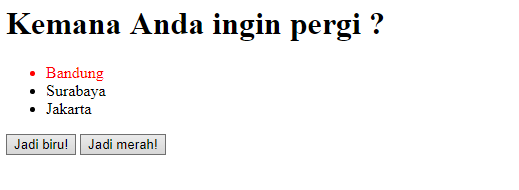 Kemana Anda ingin pergi ?
Bandung
Surabaya
Jakarta
Jadi biru! Jadi merah!